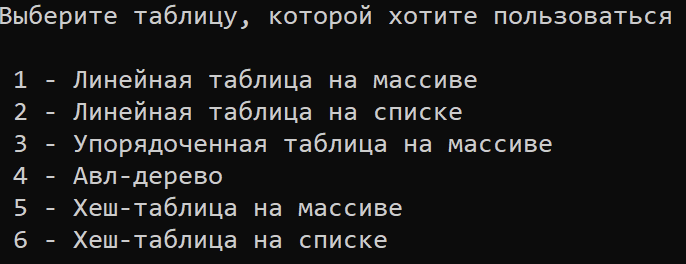 Выберите таблицу, которой хотите пользоваться
1 - Линейная таблица на массиве
2 - Линейная таблица на списке
3 - Упорядоченная таблица на массиве
4 - Авл-дерево
5 - Хеш-таблица на массиве
6 - Хеш-таблица на списке